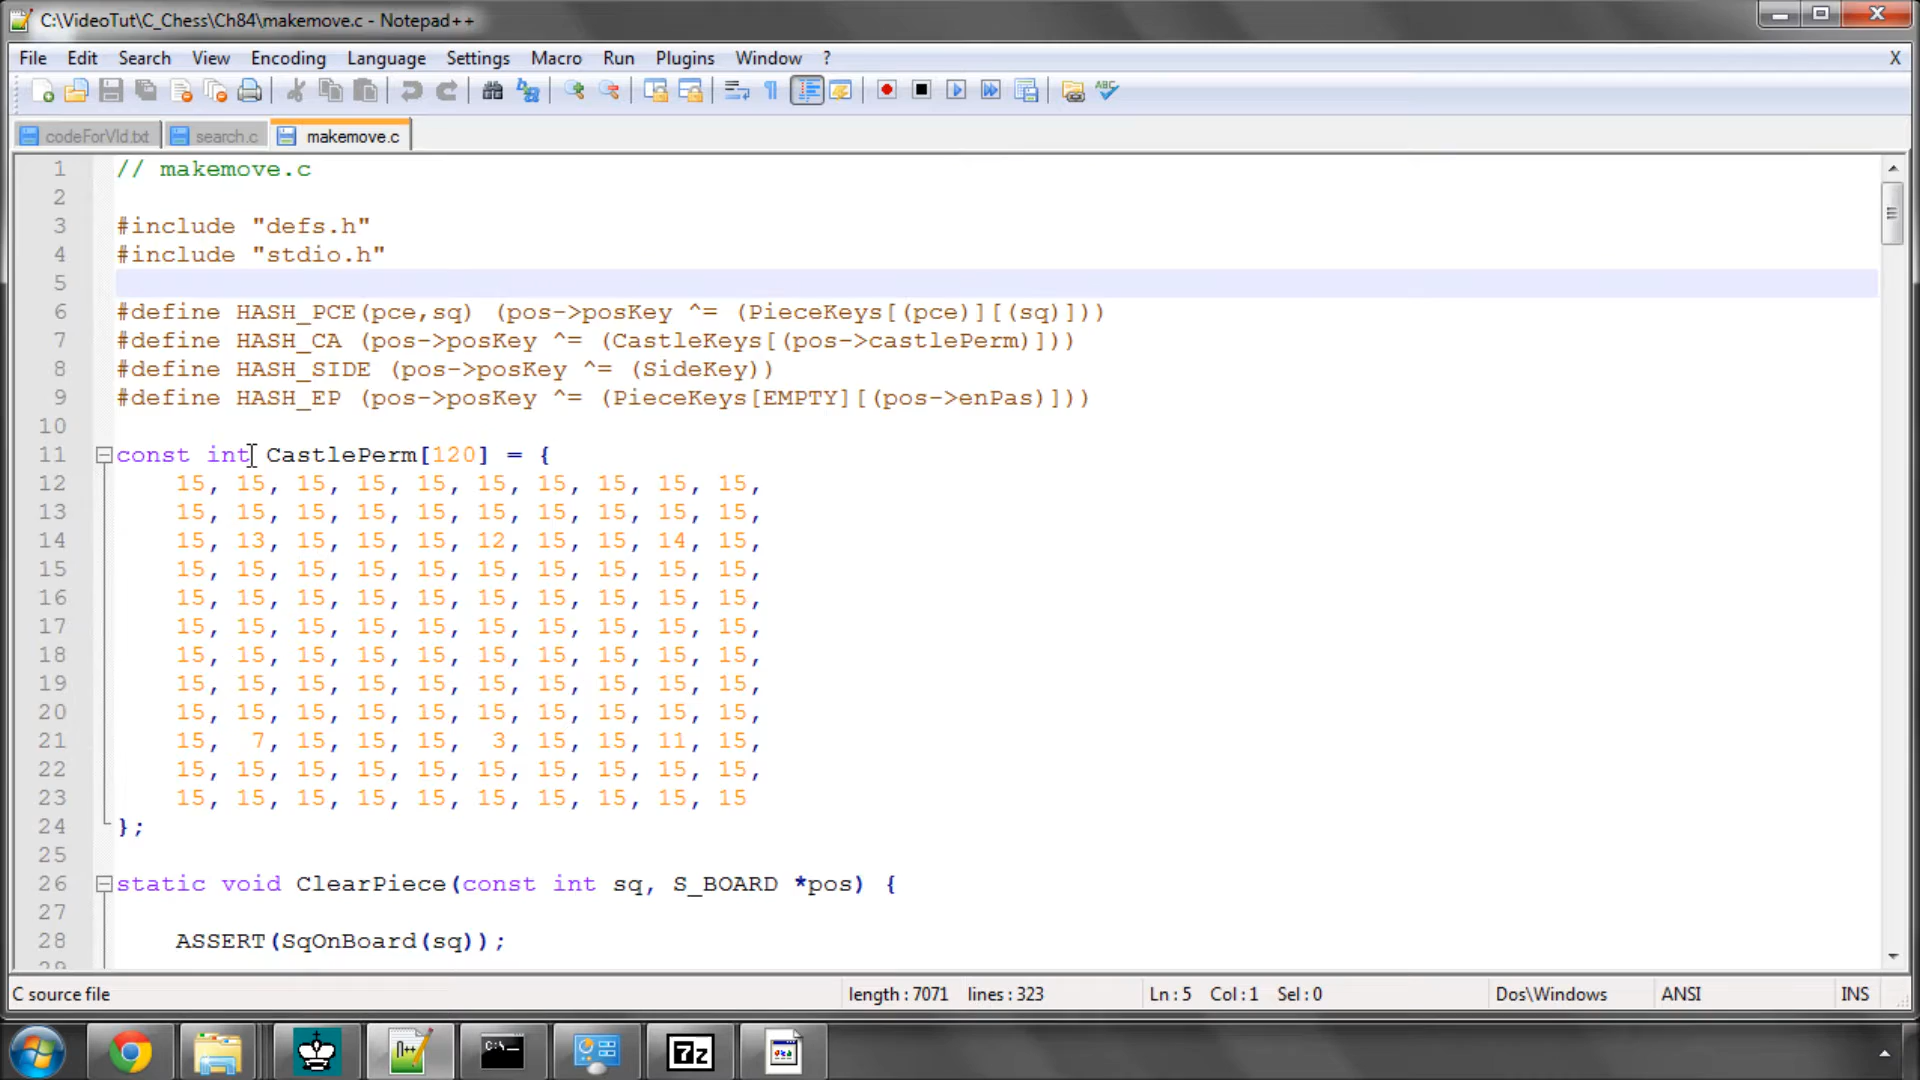 C:\VideoTut\C_Chess\Ch84\makemove.c - Notepad++
File Edit Search View Encoding Language Settings Macro Run Plugins Window ? X
codeForVid.txt search.c makemove.c
1 // makemove.c
2
3 #include "defs.h"
4 #include "stdio.h"
5
6 #define HASH_PCE(pce,sq) (pos->posKey ^= (PieceKeys[(pce)][(sq)]))
7 #define HASH_CA (pos->posKey ^= (CastleKeys[(pos->castlePerm)]))
8 #define HASH_SIDE (pos->posKey ^= (SideKey))
9 #define HASH_EP (pos->posKey ^= (PieceKeys[EMPTY][(pos->enPas)]))
10
11 const int CastlePerm[120] = {
12 15, 15, 15, 15, 15, 15, 15, 15, 15, 15,
13 15, 15, 15, 15, 15, 15, 15, 15, 15, 15,
14 15, 13, 15, 15, 15, 12, 15, 15, 14, 15,
15 15, 15, 15, 15, 15, 15, 15, 15, 15, 15,
16 15, 15, 15, 15, 15, 15, 15, 15, 15, 15,
17 15, 15, 15, 15, 15, 15, 15, 15, 15, 15,
18 15, 15, 15, 15, 15, 15, 15, 15, 15, 15,
19 15, 15, 15, 15, 15, 15, 15, 15, 15, 15,
20 15, 15, 15, 15, 15, 15, 15, 15, 15, 15,
21 15, 7, 15, 15, 15, 3, 15, 15, 11, 15,
22 15, 15, 15, 15, 15, 15, 15, 15, 15, 15,
23 15, 15, 15, 15, 15, 15, 15, 15, 15, 15
24 };
25
26 static void ClearPiece(const int sq, S_BOARD *pos) {
27
28 ASSERT(SqOnBoard(sq));
29
C source file length : 7071 lines : 323 Ln : 5 Col : 1 Sel : 0 Dos\Windows ANSI INS